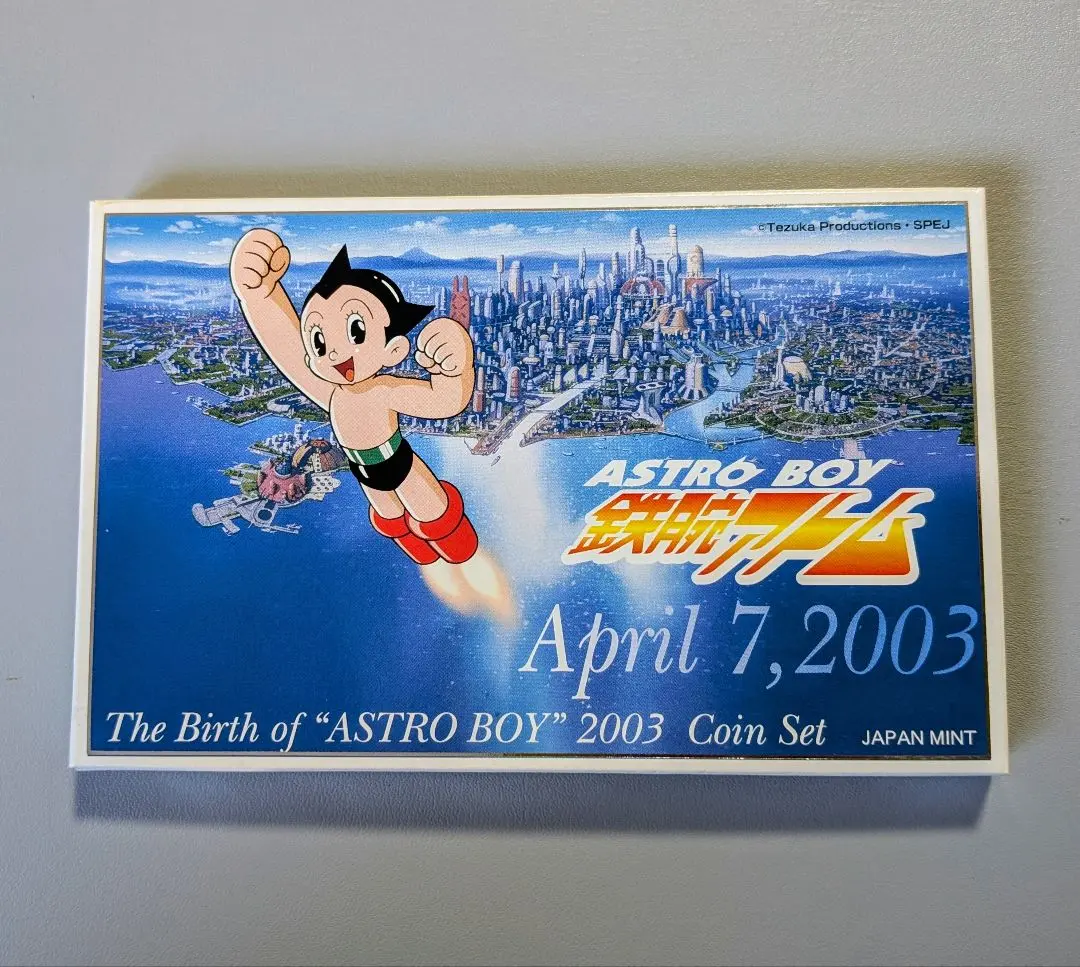 ©Tezuka Productions・SPEJ
ASTRO BOY
鉄腕アトム
April 7, 2003
The Birth of “ASTRO BOY” 2003 Coin Set
JAPAN MINT